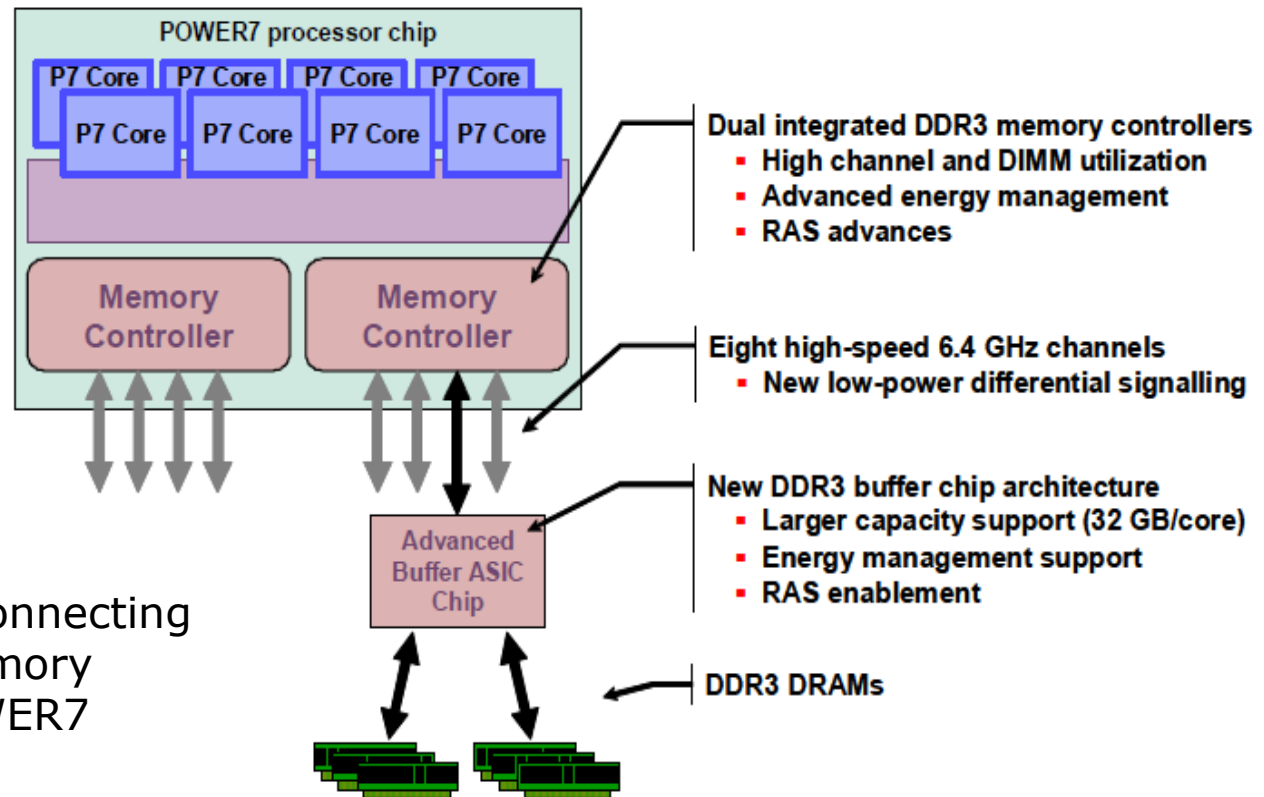 POWER7 processor chip
P7 Core P7 Core P7 Core P7 Core
P7 Core P7 Core P7 Core P7 Core
Memory
Controller
Memory
Controller
Dual integrated DDR3 memory controllers
▪ High channel and DIMM utilization
▪ Advanced energy management
▪ RAS advances
Eight high-speed 6.4 GHz channels
▪ New low-power differential signalling
New DDR3 buffer chip architecture
▪ Larger capacity support (32 GB/core)
▪ Energy management support
▪ RAS enablement
Advanced
Buffer ASIC
Chip
DDR3 DRAMs
onnecting
mory
WER7